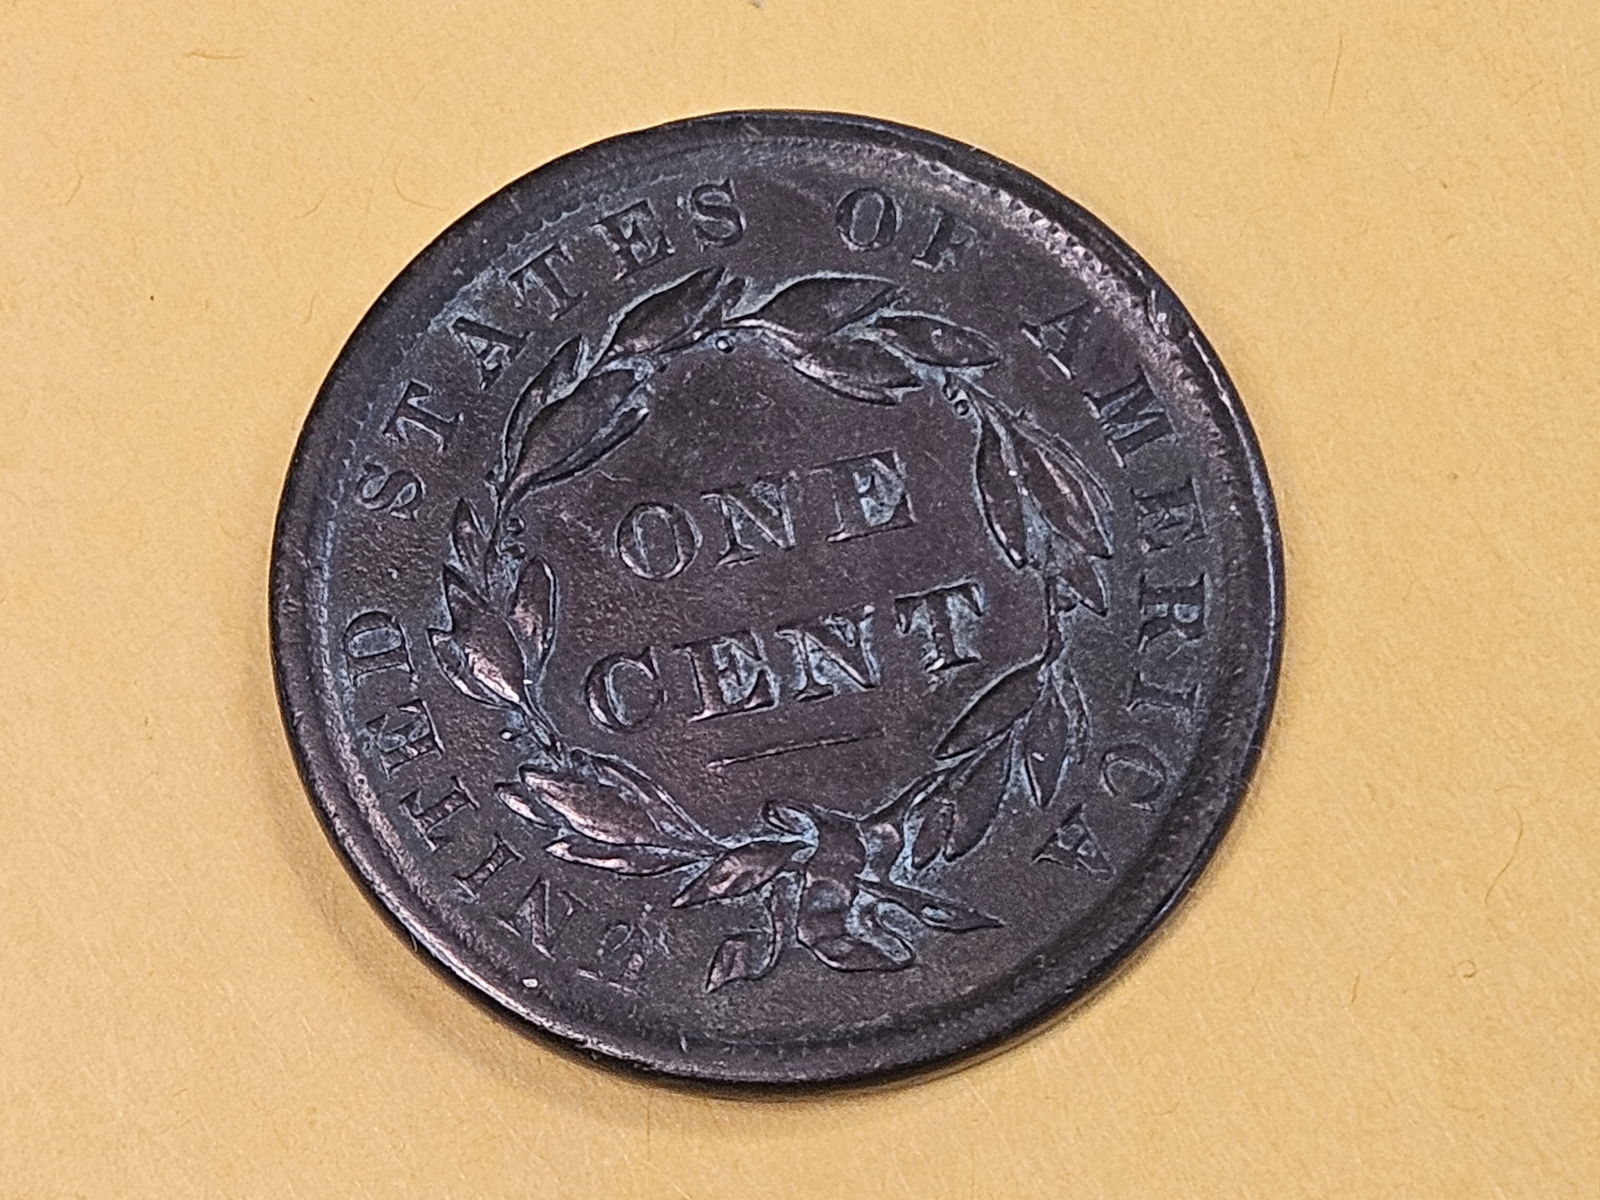 UNITED STATES OF AMERICA
ONE
CENT